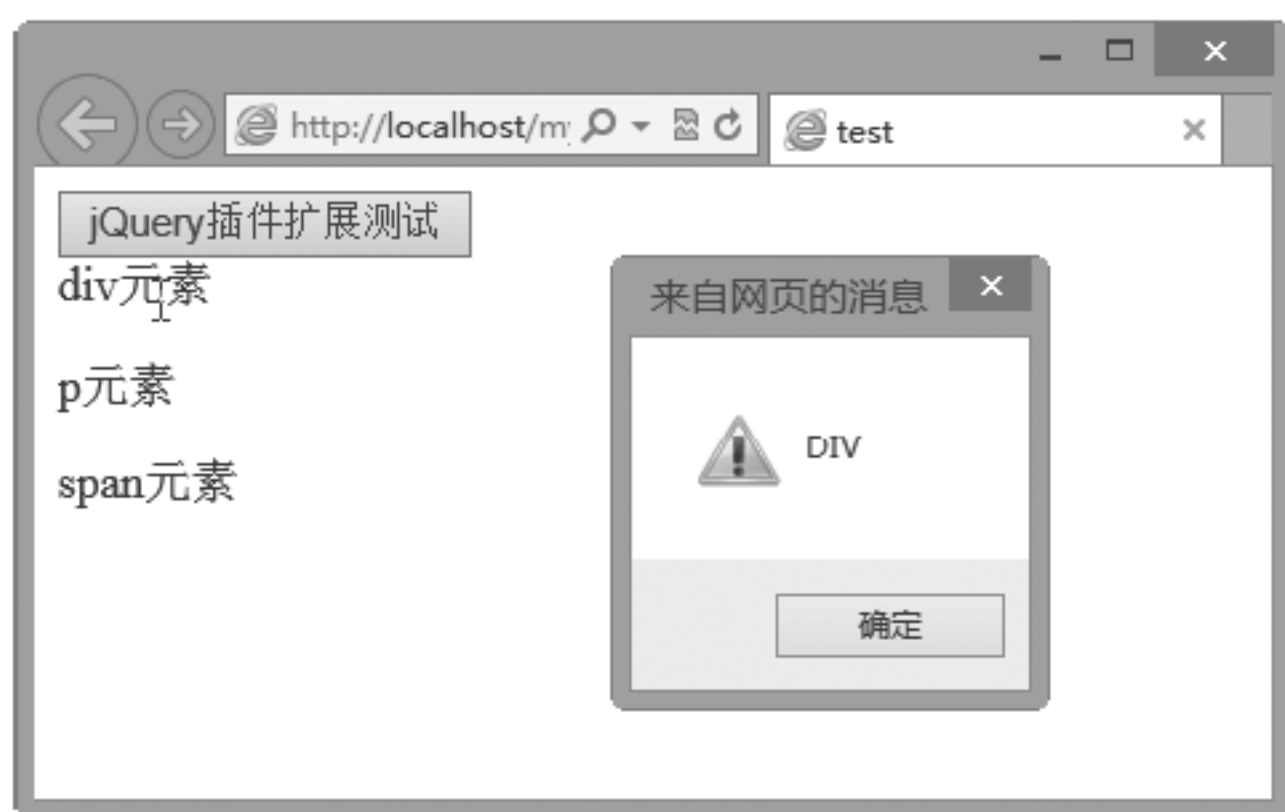 http://localhost/m
test
jQuery插件扩展测试
div元素
p元素
span元素
来自网页的消息
DIV
确定